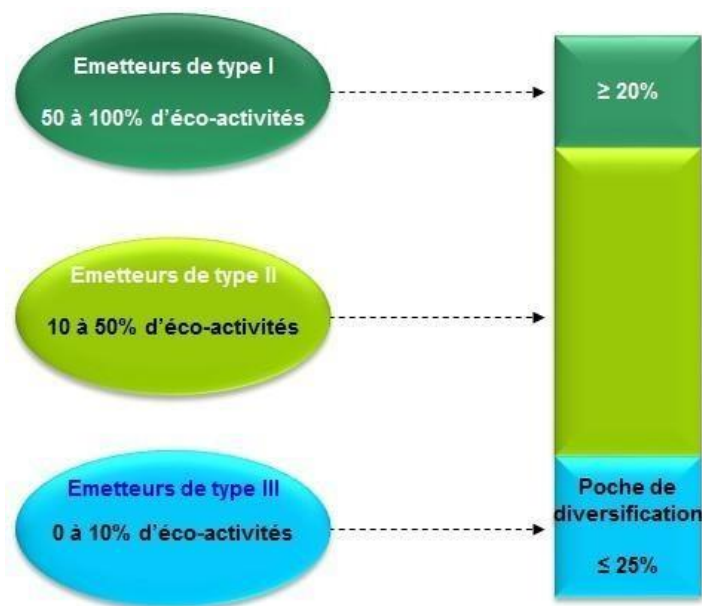 Emetteurs de type I
50 à 100% d'éco-activités
≥ 20%
Emetteurs de type II
10 à 50% d'éco-activités
Emetteurs de type III
0 à 10% d'éco-activités
Poche de
diversification
≤ 25%